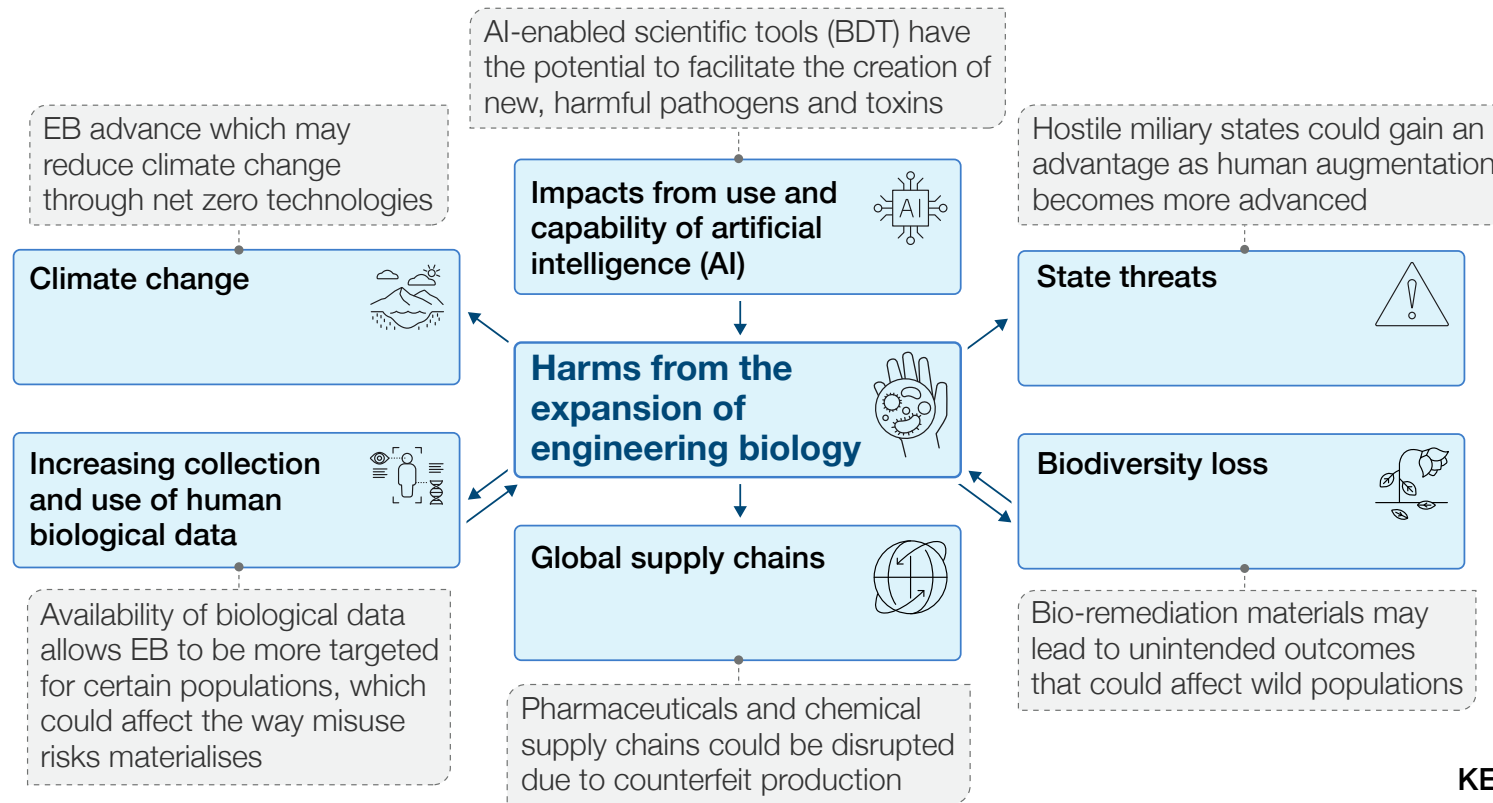 AI-enabled scientific tools (BDT) have
the potential to facilitate the creation of
new, harmful pathogens and toxins
EB advance which may
reduce climate change
through net zero technologies
Hostile miliary states could gain an
advantage as human augmentation
becomes more advanced
Impacts from use and
capability of artificial
intelligence (AI)
AI
Climate change
State threats
Harms from the
expansion of
engineering biology
Increasing collection
and use of human
biological data
Biodiversity loss
Global supply chains
Availability of biological data
allows EB to be more targeted
for certain populations, which
could affect the way misuse
risks materialises
Bio-remediation materials may
lead to unintended outcomes
that could affect wild populations
Pharmaceuticals and chemical
supply chains could be disrupted
due to counterfeit production
KE